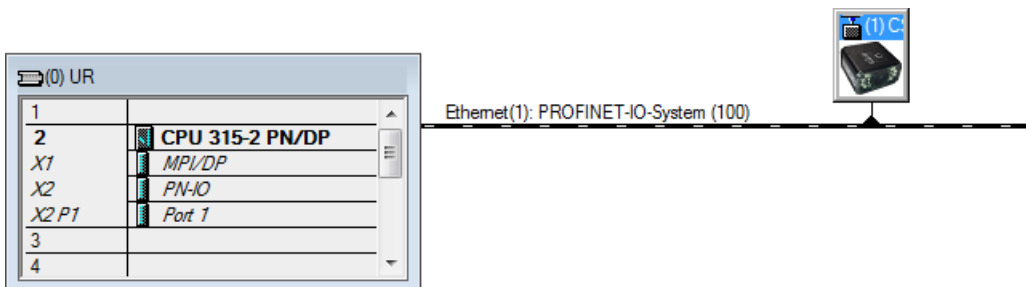 (0) UR
1
2 CPU 315-2 PN/DP
X1 MPI/DP
X2 PN-IO
X2 P1 Port 1
3
4
Ethernet(1): PROFINET-IO-System (100)
(1) CS